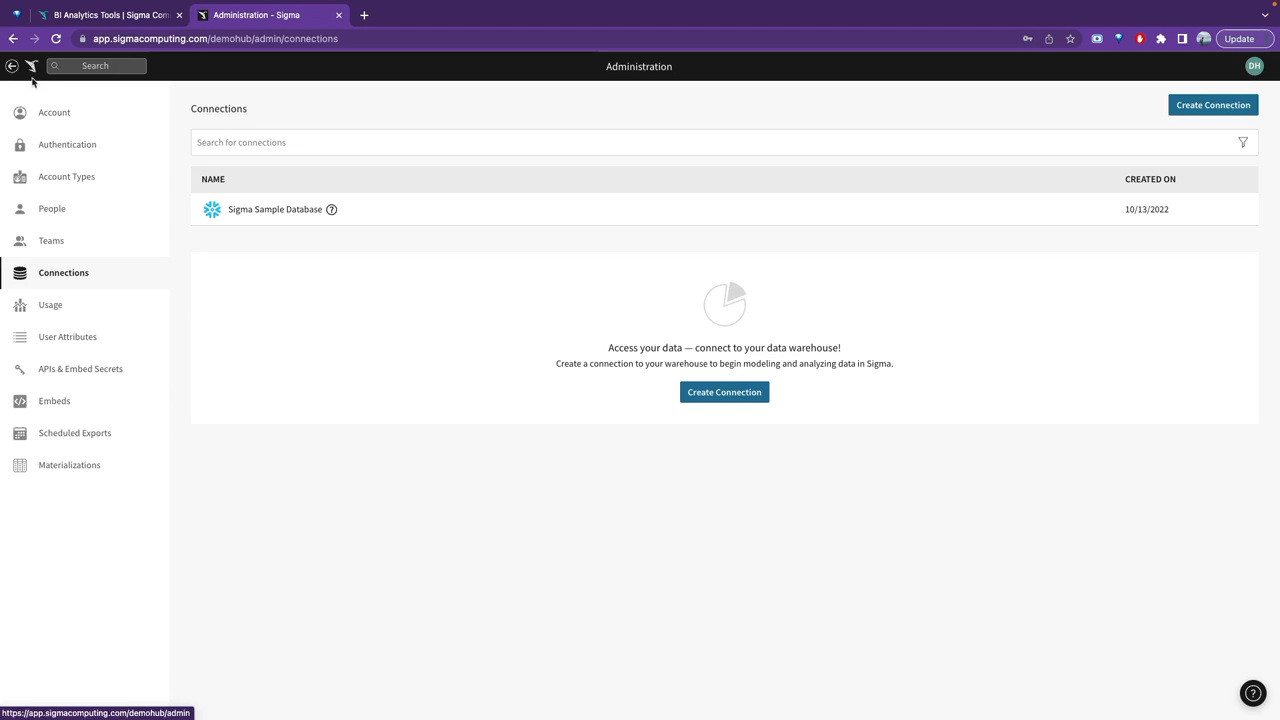 BI Analytics Tools | Sigma Com
Administration - Sigma
app.sigmacomputing.com/demohub/admin/connections
Update
Search
Administration
DH
Account
Authentication
Account Types
People
Teams
Connections
Usage
User Attributes
APIs & Embed Secrets
Embeds
Scheduled Exports
Materializations
Connections
Create Connection
Search for connections
NAME
CREATED ON
Sigma Sample Database
10/13/2022
Access your data — connect to your data warehouse!
Create a connection to your warehouse to begin modeling and analyzing data in Sigma.
Create Connection
https://app.sigmacomputing.com/demohub/admin